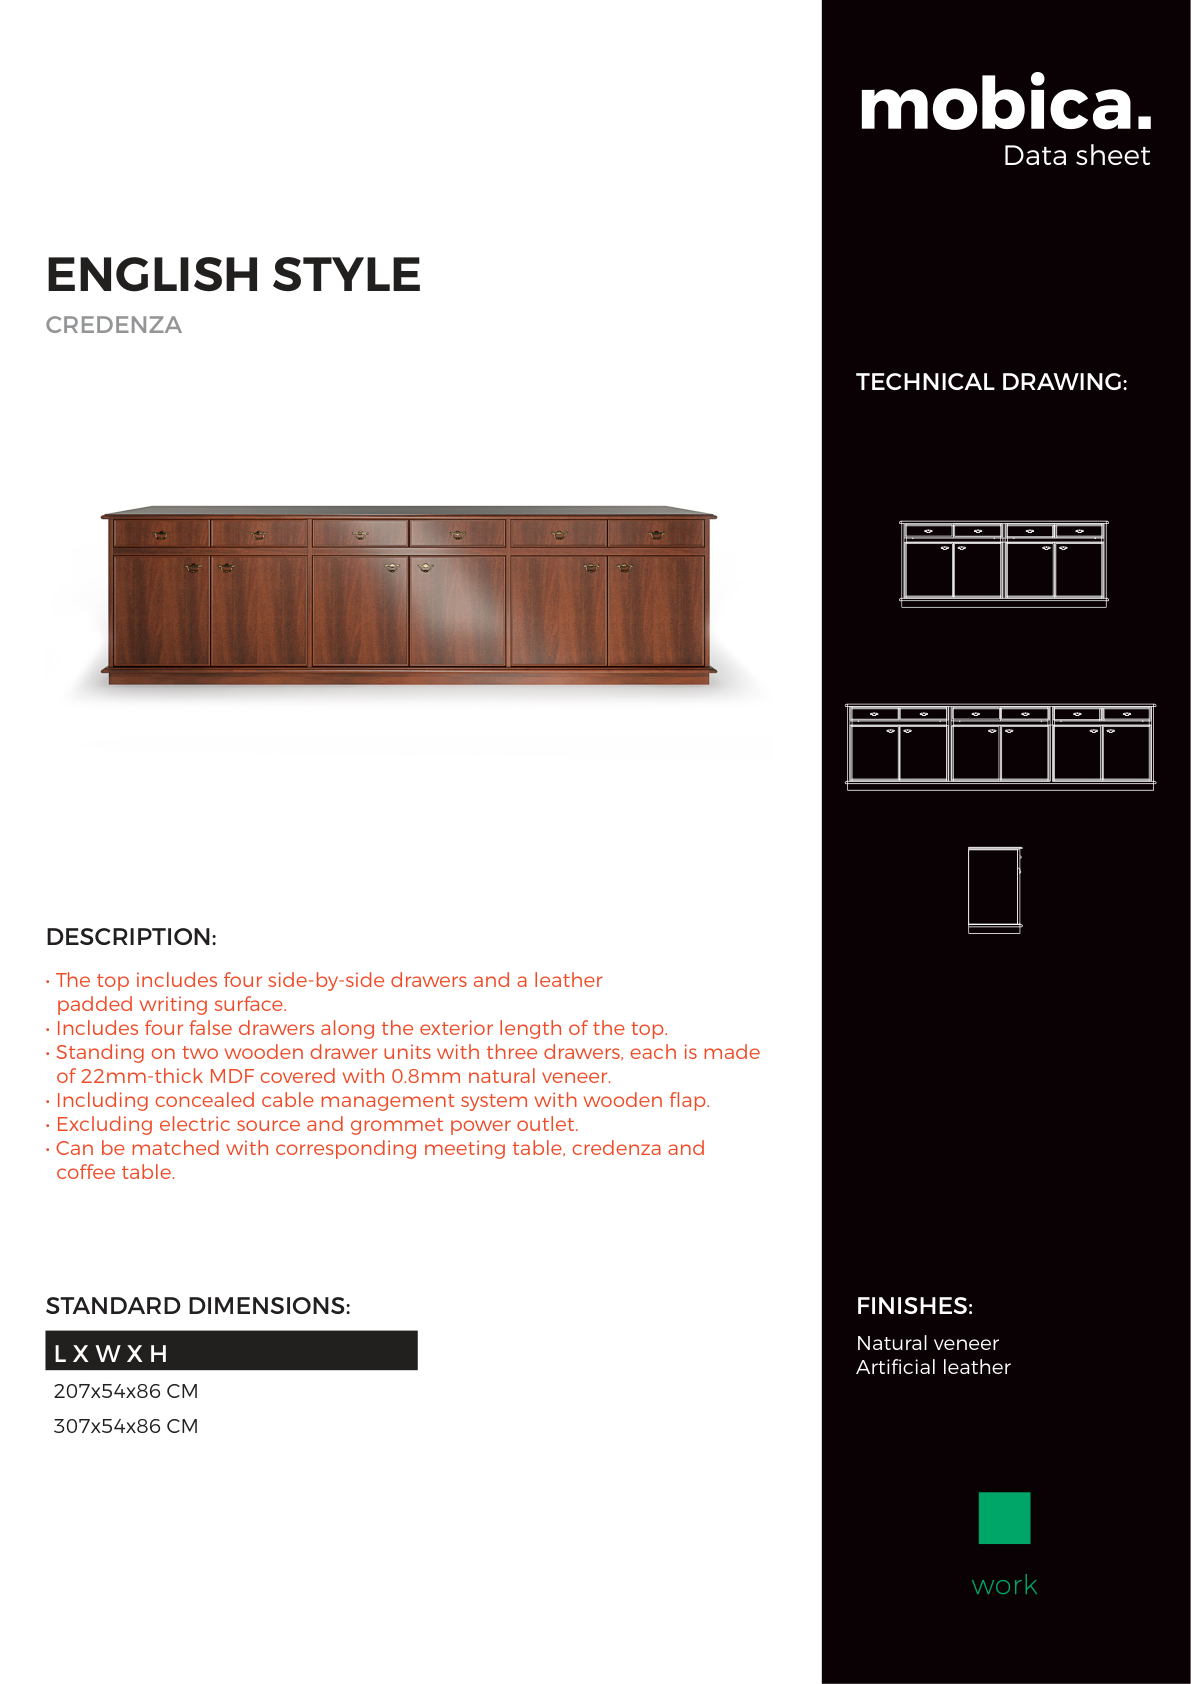 mobica.
Data sheet
ENGLISH STYLE
CREDENZA
TECHNICAL DRAWING:
DESCRIPTION:
• The top includes four side-by-side drawers and a leather
padded writing surface.
• Includes four false drawers along the exterior length of the top.
• Standing on two wooden drawer units with three drawers, each is made
of 22mm-thick MDF covered with 0.8mm natural veneer.
• Including concealed cable management system with wooden flap.
• Excluding electric source and grommet power outlet.
• Can be matched with corresponding meeting table, credenza and
coffee table.
STANDARD DIMENSIONS:
L X W X H
207x54x86 CM
307x54x86 CM
FINISHES:
Natural veneer
Artificial leather
work